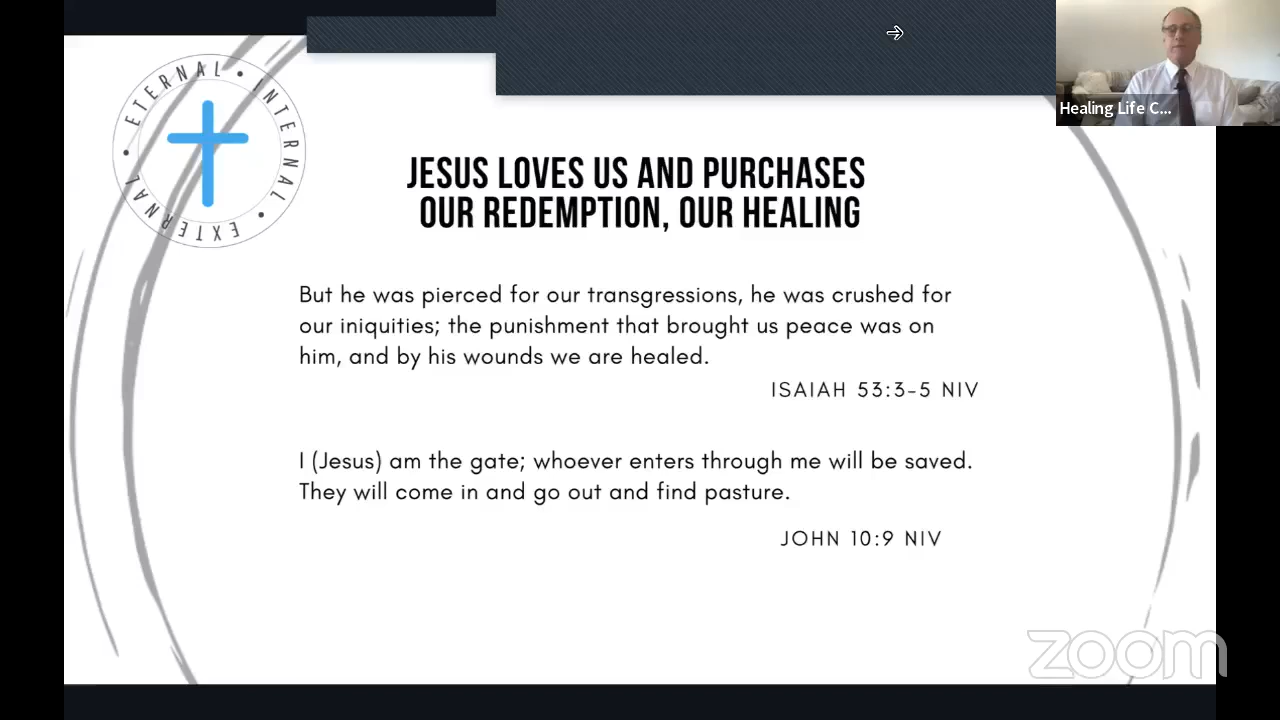 ETERNAL • INTERNAL • EXTERNAL •
Healing Life C...
JESUS LOVES US AND PURCHASES
OUR REDEMPTION, OUR HEALING
But he was pierced for our transgressions, he was crushed for
our iniquities; the punishment that brought us peace was on
him, and by his wounds we are healed.
ISAIAH 53:3-5 NIV
I (Jesus) am the gate; whoever enters through me will be saved.
They will come in and go out and find pasture.
JOHN 10:9 NIV
zoom